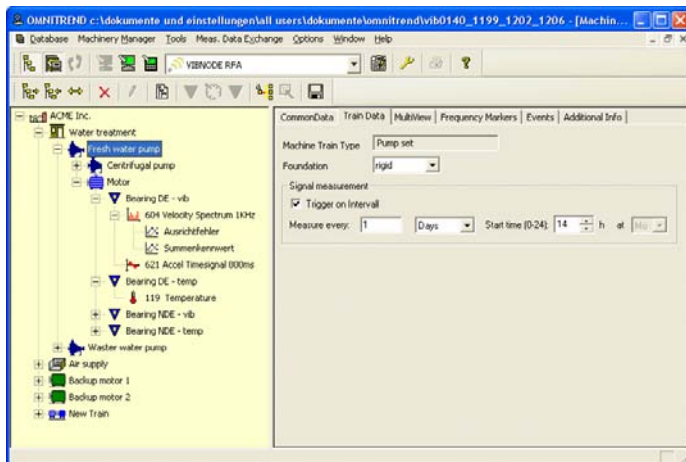 OMNITREND c:\dokumente und einstellungen\all users\dokumente\omnitrend\vib0140_1199_1202_1206 - [Machin...
Database Machinery Manager Tools Meas. Data Exchange Options Window Help
VIBNODE RFA
ACME Inc.
Water treatment
Fresh water pump
Centrifugal pump
Motor
Bearing DE - vib
604 Velocity Spectrum 1KHz
Ausrichtfehler
Summenkennwert
621 Accel Timesignal 800ms
Bearing DE - temp
119 Temperature
Bearing NDE - vib
Bearing NDE - temp
Waster water pump
Air supply
Backup motor 1
Backup motor 2
New Train
CommonData Train Data MultiView Frequency Markers Events Additional Info
Machine Train Type Pump set
Foundation rigid
Signal measurement
Trigger on Intervall
Measure every: 1 Days Start time (0-24): 14 h at Mo